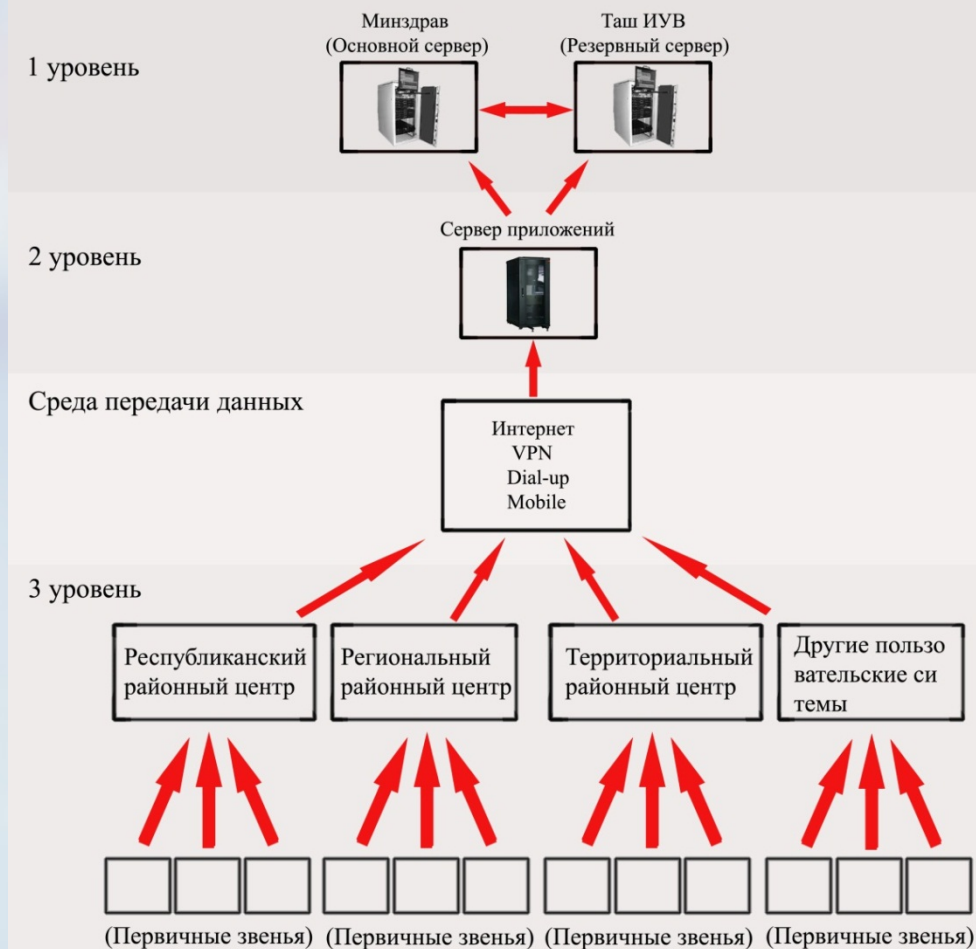 Минздрав
(Основной сервер)
Таш ИУВ
(Резервный сервер)
1 уровень
Сервер приложений
2 уровень
Среда передачи данных
Интернет
VPN
Dial-up
Mobile
3 уровень
Республиканский
районный центр
Региональный
районный центр
Территориальный
районный центр
Другие пользо
вательские си
темы
(Первичные звенья)
(Первичные звенья)
(Первичные звенья)
(Первичные звенья)